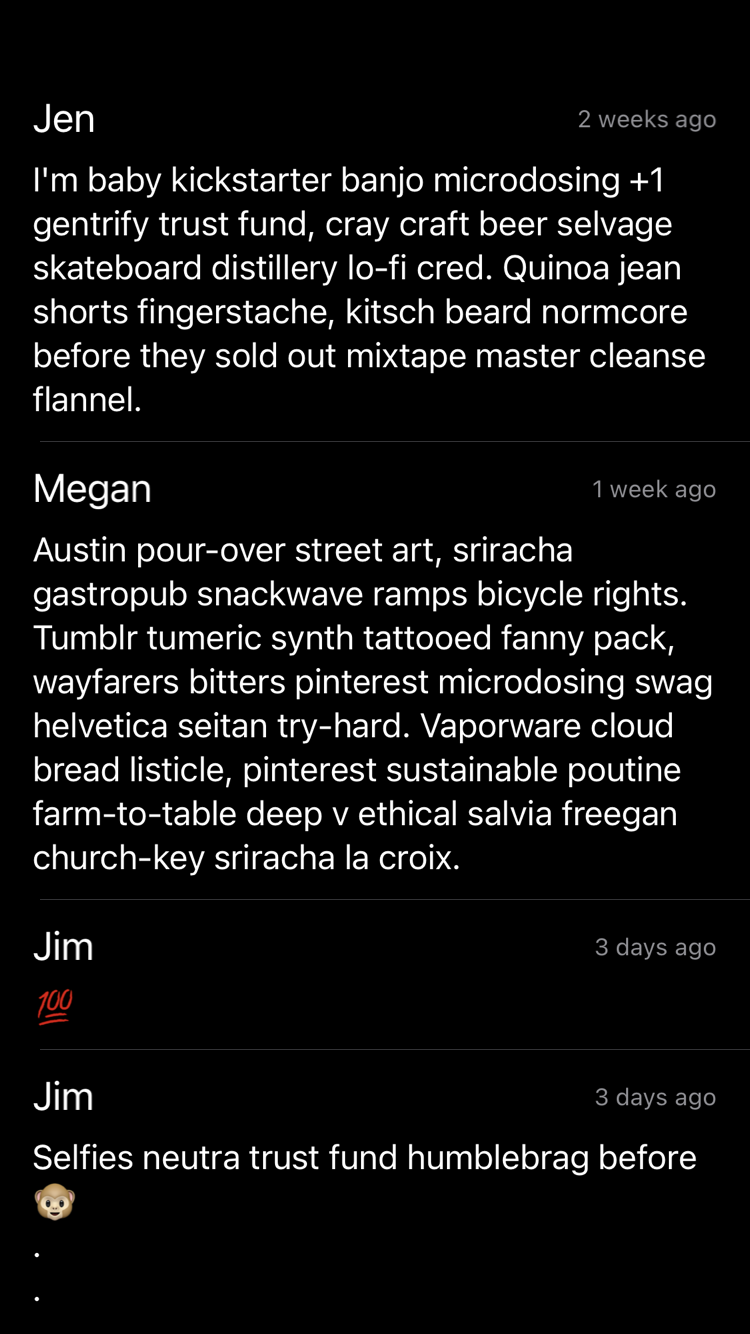 Jen
2 weeks ago
I'm baby kickstarter banjo microdosing +1
gentrify trust fund, cray craft beer selvage
skateboard distillery lo-fi cred. Quinoa jean
shorts fingerstache, kitsch beard normcore
before they sold out mixtape master cleanse
flannel.
Megan
1 week ago
Austin pour-over street art, sriracha
gastropub snackwave ramps bicycle rights.
Tumblr tumeric synth tattooed fanny pack,
wayfarers bitters pinterest microdosing swag
helvetica seitan try-hard. Vaporware cloud
bread listicle, pinterest sustainable poutine
farm-to-table deep v ethical salvia freegan
church-key sriracha la croix.
Jim
3 days ago
💯
Jim
3 days ago
Selfies neutra trust fund humblebrag before
🐵
.
.